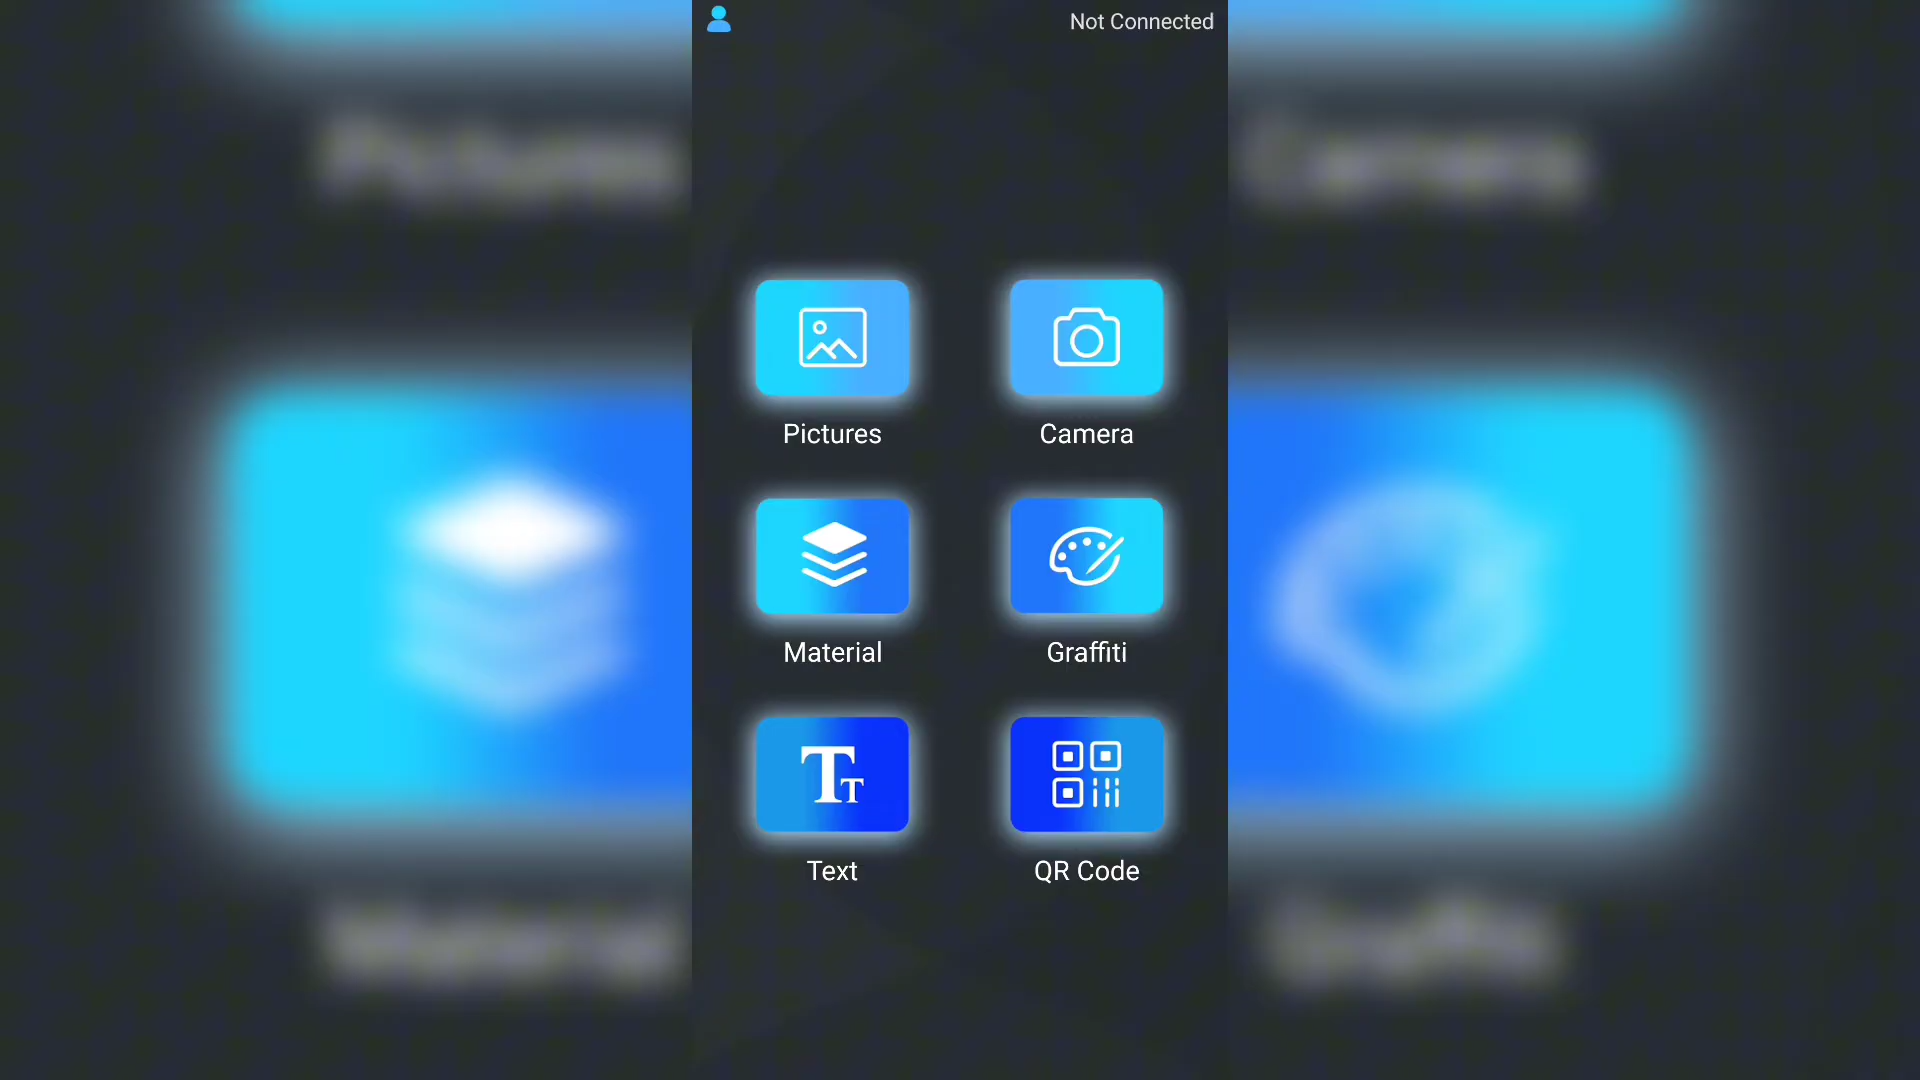 Not Connected
Pictures
Camera
Material
Graffiti
Text
QR Code